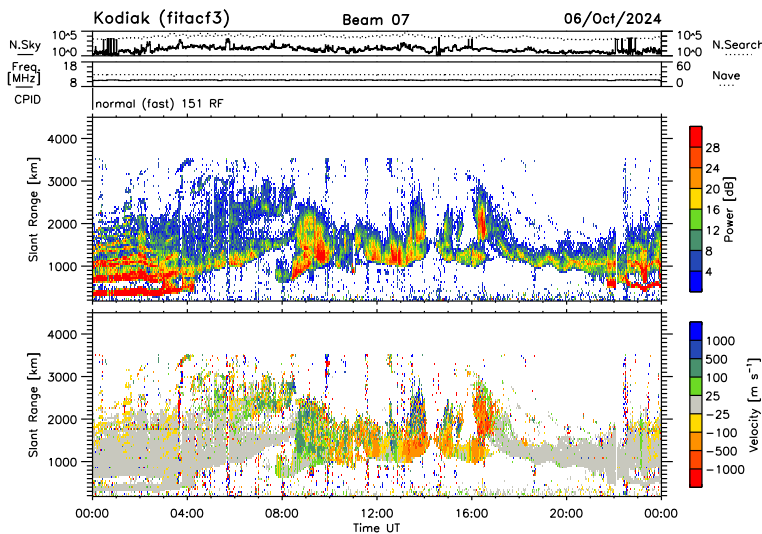 Kodiak (fitacf3) Beam 07 06/Oct/2024
N.Sky 10+5 10+0 10+5 10+0 N.Search
Freq. [MHz] 18 8 60 0 Nave
CPID normal (fast) 151 RF
Slant Range [km] 4000 3000 2000 1000
Power [dB] 28 24 20 16 12 8 4
Slant Range [km] 4000 3000 2000 1000
Velocity [m s⁻¹] 1000 500 100 25 −25 −100 −500 −1000
00:00 04:00 08:00 12:00 16:00 20:00 00:00
Time UT